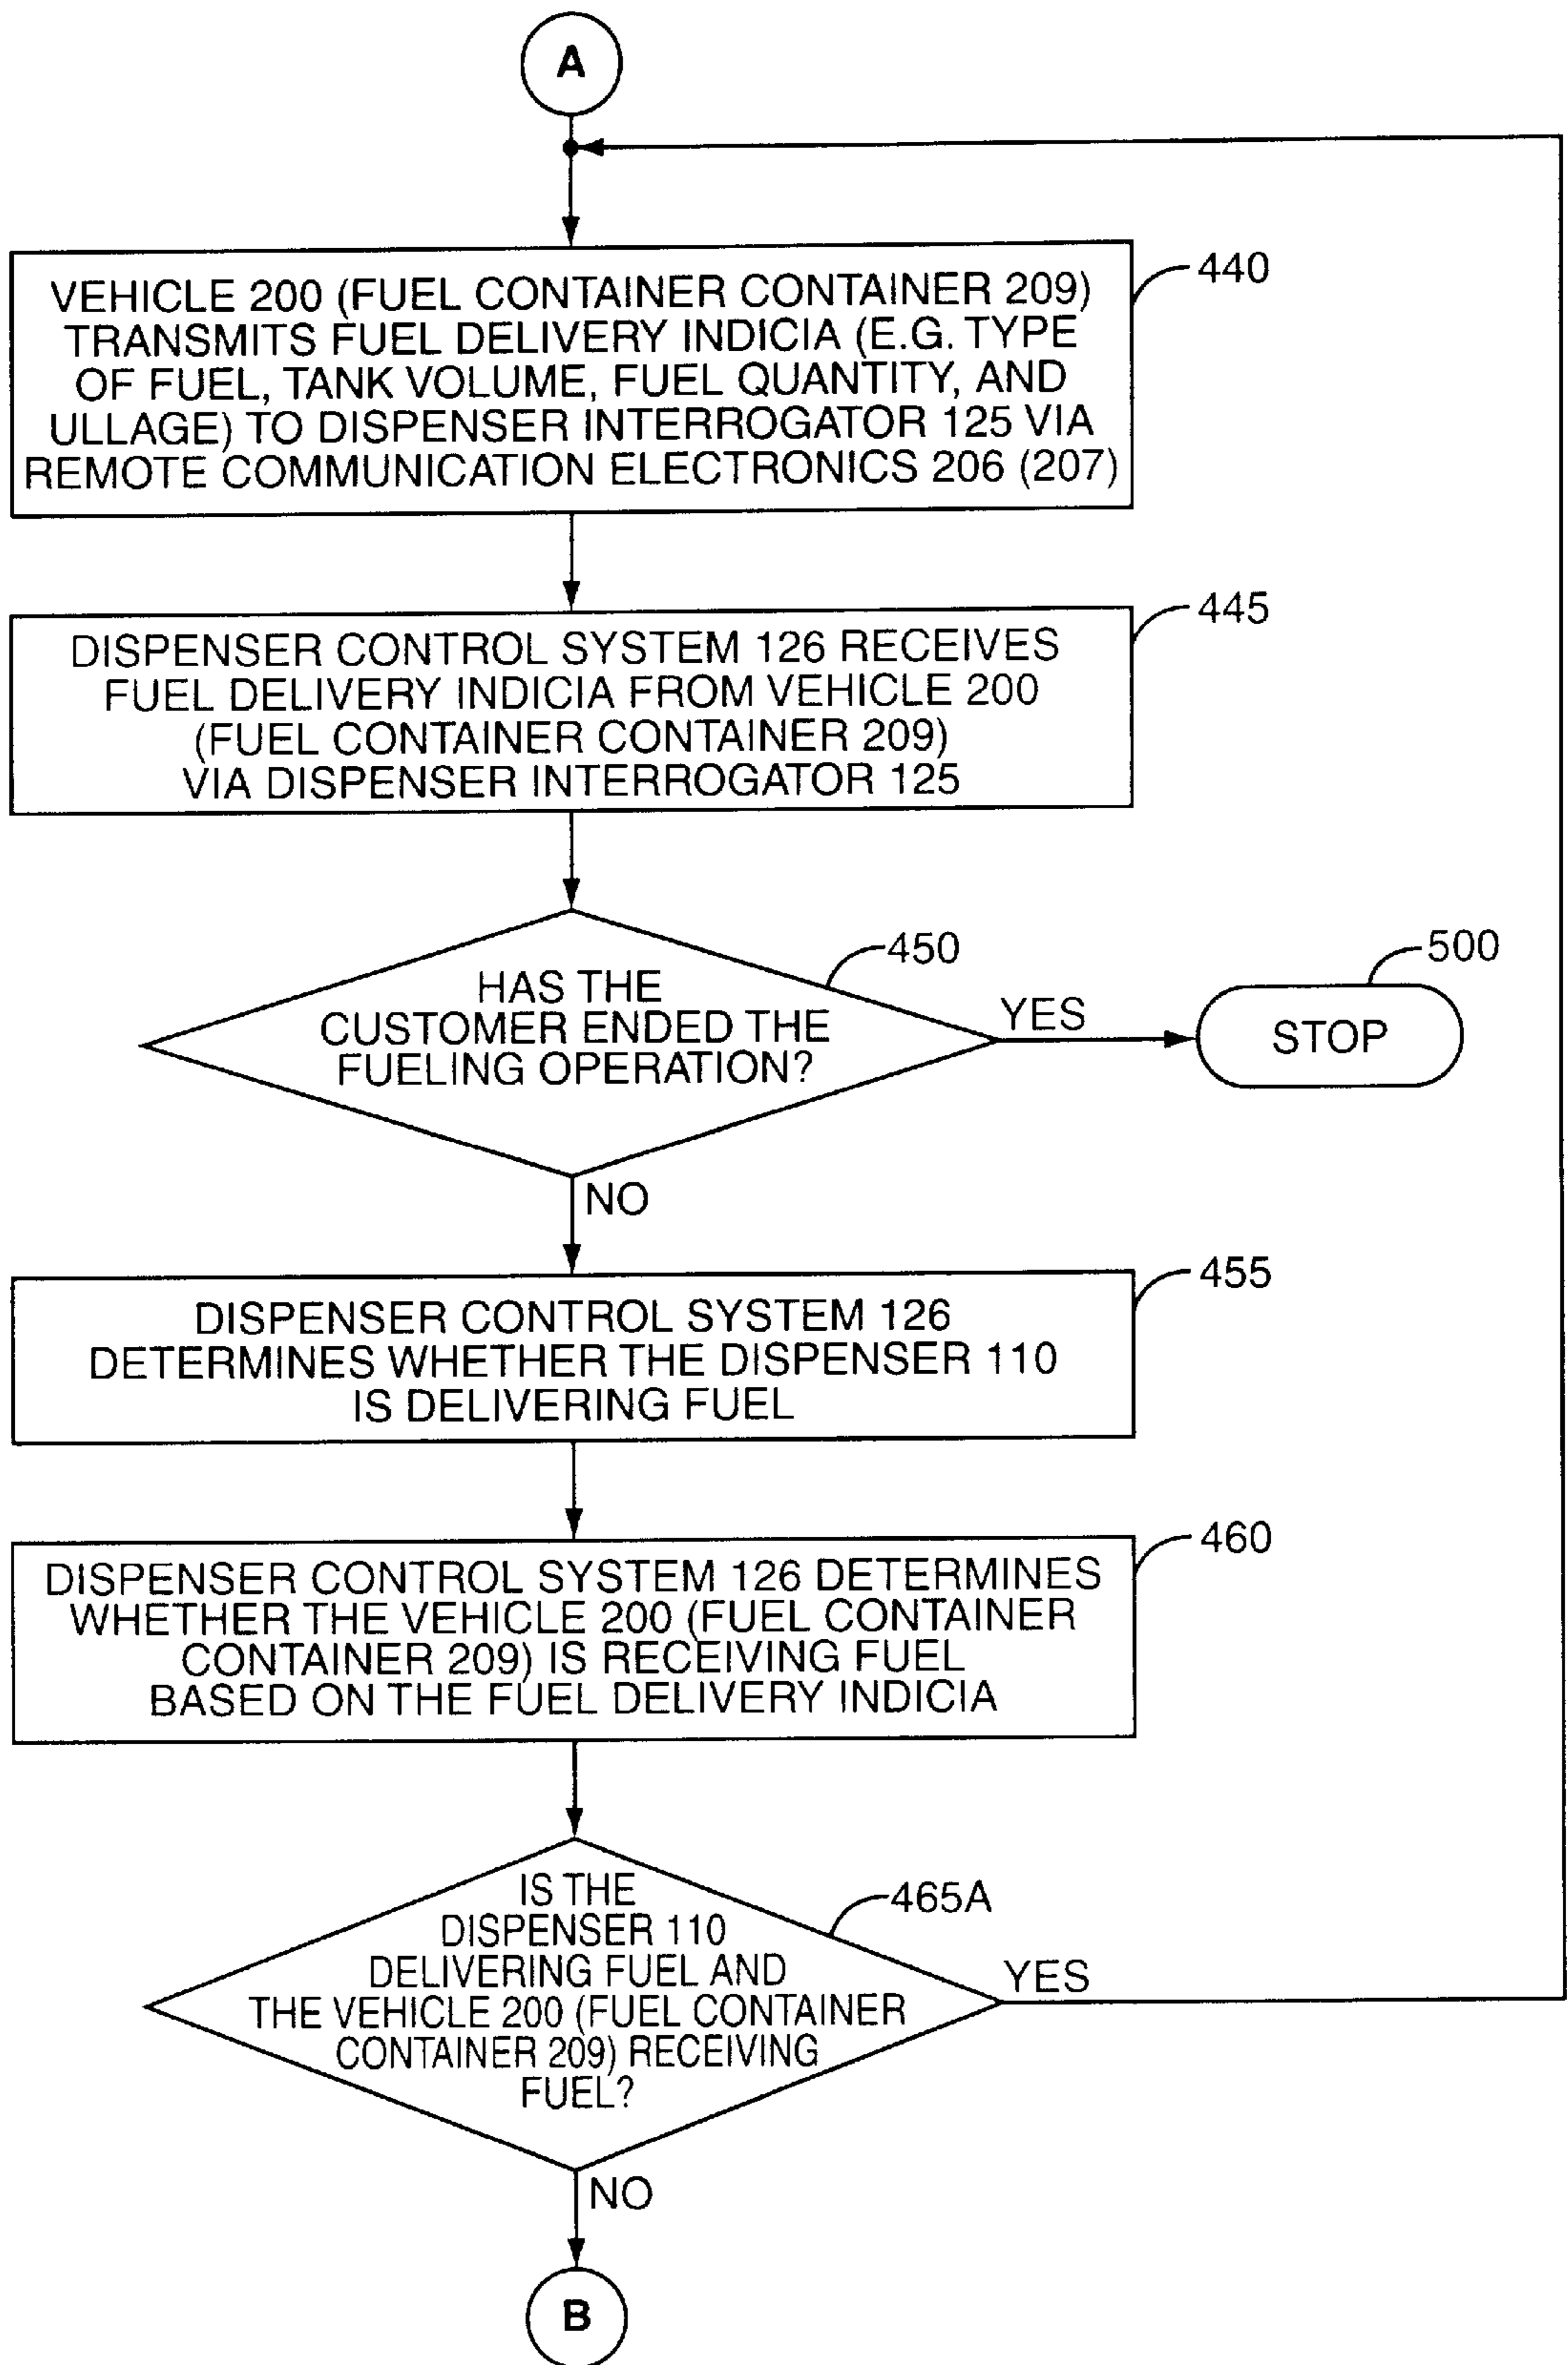 A
VEHICLE 200 (FUEL CONTAINER CONTAINER 209)
TRANSMITS FUEL DELIVERY INDICIA (E.G. TYPE
OF FUEL, TANK VOLUME, FUEL QUANTITY, AND
ULLAGE) TO DISPENSER INTERROGATOR 125 VIA
REMOTE COMMUNICATION ELECTRONICS 206 (207)
440
DISPENSER CONTROL SYSTEM 126 RECEIVES
FUEL DELIVERY INDICIA FROM VEHICLE 200
(FUEL CONTAINER CONTAINER 209)
VIA DISPENSER INTERROGATOR 125
445
HAS THE
CUSTOMER ENDED THE
FUELING OPERATION?
450
YES
STOP
500
NO
DISPENSER CONTROL SYSTEM 126
DETERMINES WHETHER THE DISPENSER 110
IS DELIVERING FUEL
455
DISPENSER CONTROL SYSTEM 126 DETERMINES
WHETHER THE VEHICLE 200 (FUEL CONTAINER
CONTAINER 209) IS RECEIVING FUEL
BASED ON THE FUEL DELIVERY INDICIA
460
IS THE
DISPENSER 110
DELIVERING FUEL AND
THE VEHICLE 200 (FUEL CONTAINER
CONTAINER 209) RECEIVING
FUEL?
465A
YES
NO
B